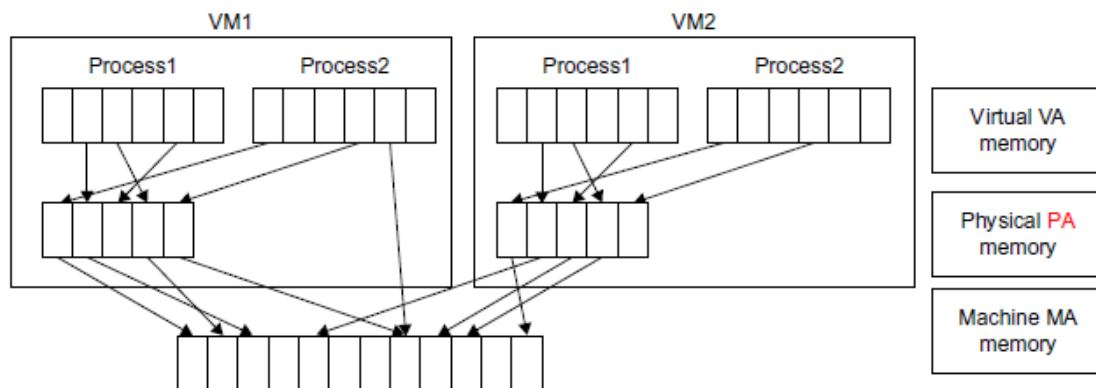 VM1
VM2
Process1
Process2
Process1
Process2
Virtual VA
memory
Physical PA
memory
Machine MA
memory